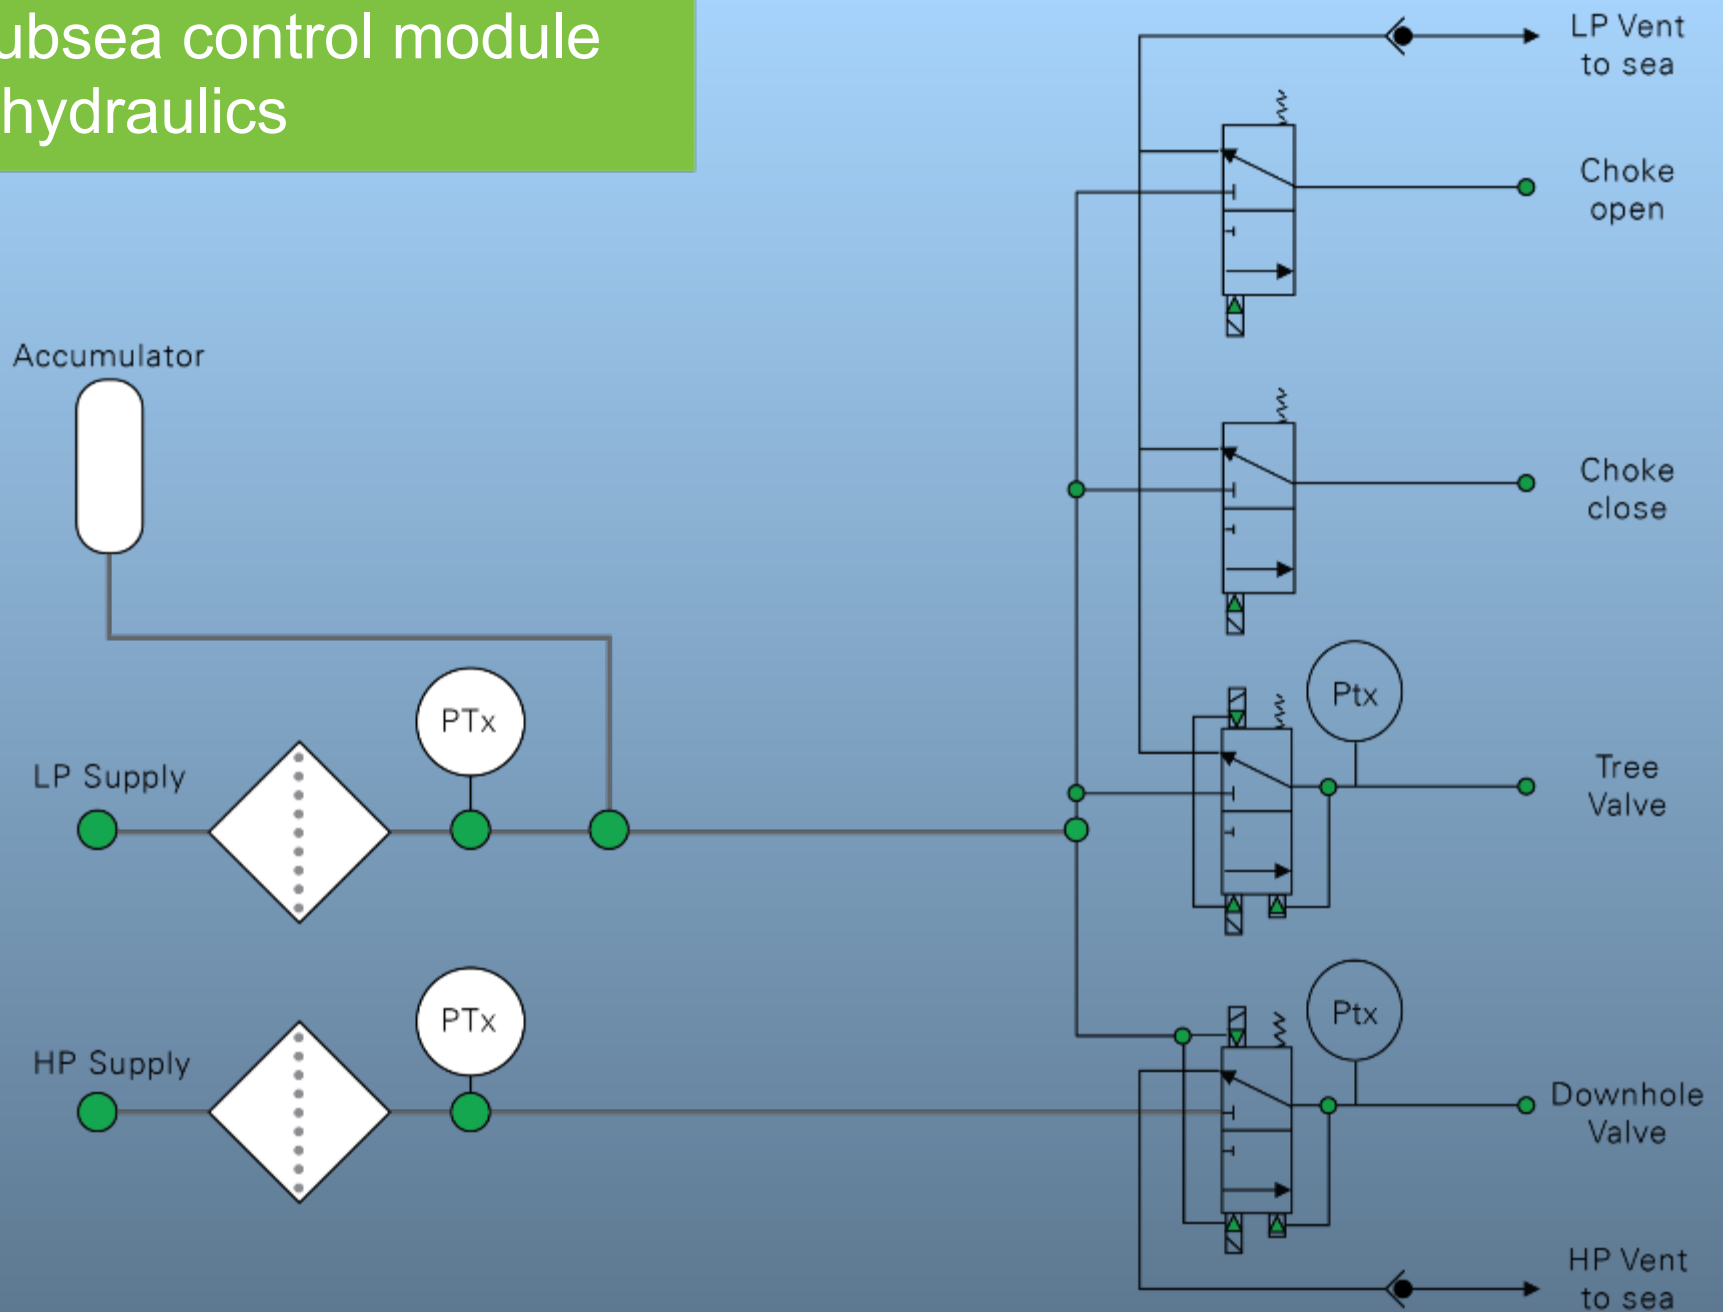 ubsea control module
hydraulics
LP Vent
to sea
Choke
open
Accumulator
Choke
close
PTx
Ptx
LP Supply
Tree
Valve
PTx
Ptx
HP Supply
Downhole
Valve
HP Vent
to sea